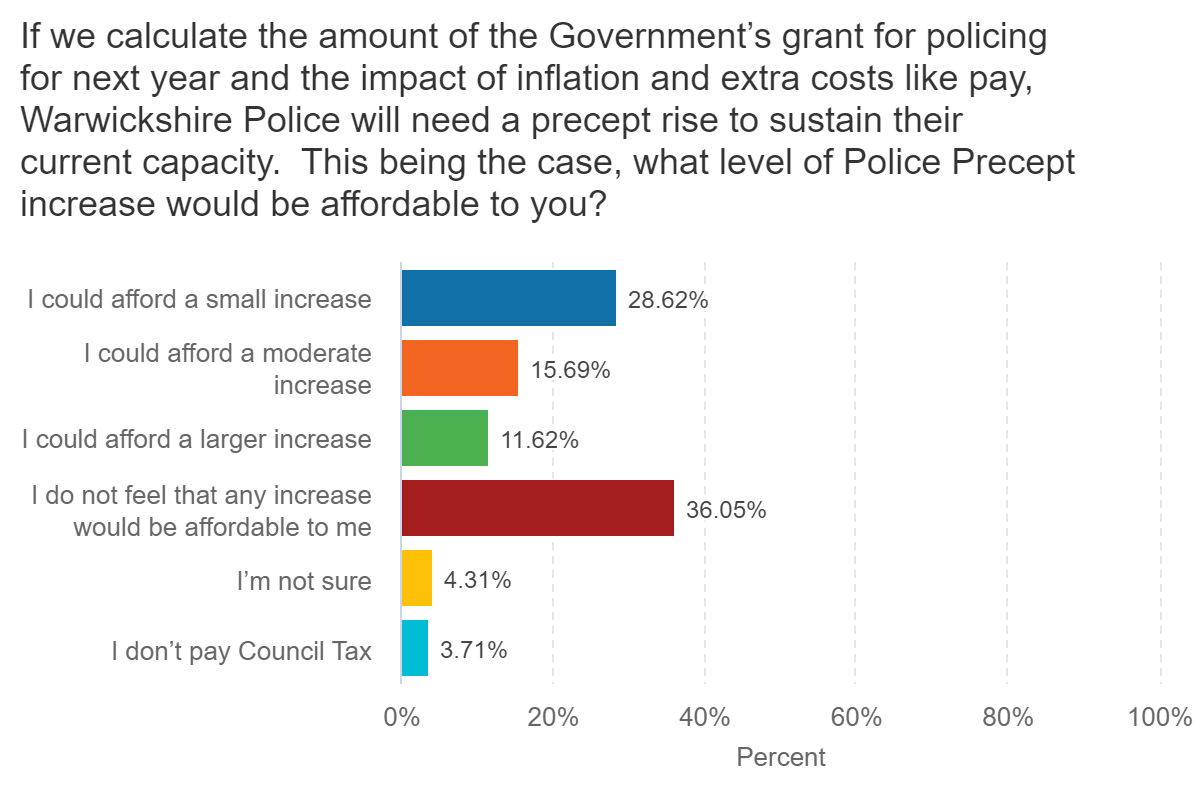 If we calculate the amount of the Government’s grant for policing
for next year and the impact of inflation and extra costs like pay,
Warwickshire Police will need a precept rise to sustain their
current capacity.  This being the case, what level of Police Precept
increase would be affordable to you?
I could afford a small increase
28.62%
I could afford a moderate
increase
15.69%
I could afford a larger increase
11.62%
I do not feel that any increase
would be affordable to me
36.05%
I’m not sure
4.31%
I don’t pay Council Tax
3.71%
0%
20%
40%
60%
80%
100%
Percent